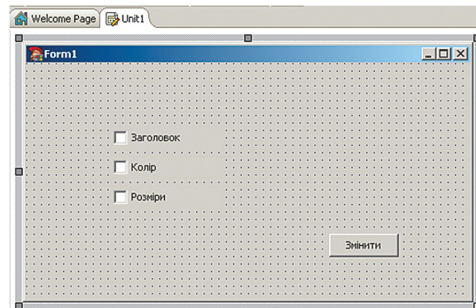 Welcome Page Unit1
Form1
Заголовок
Колір
Розміри
Змінити